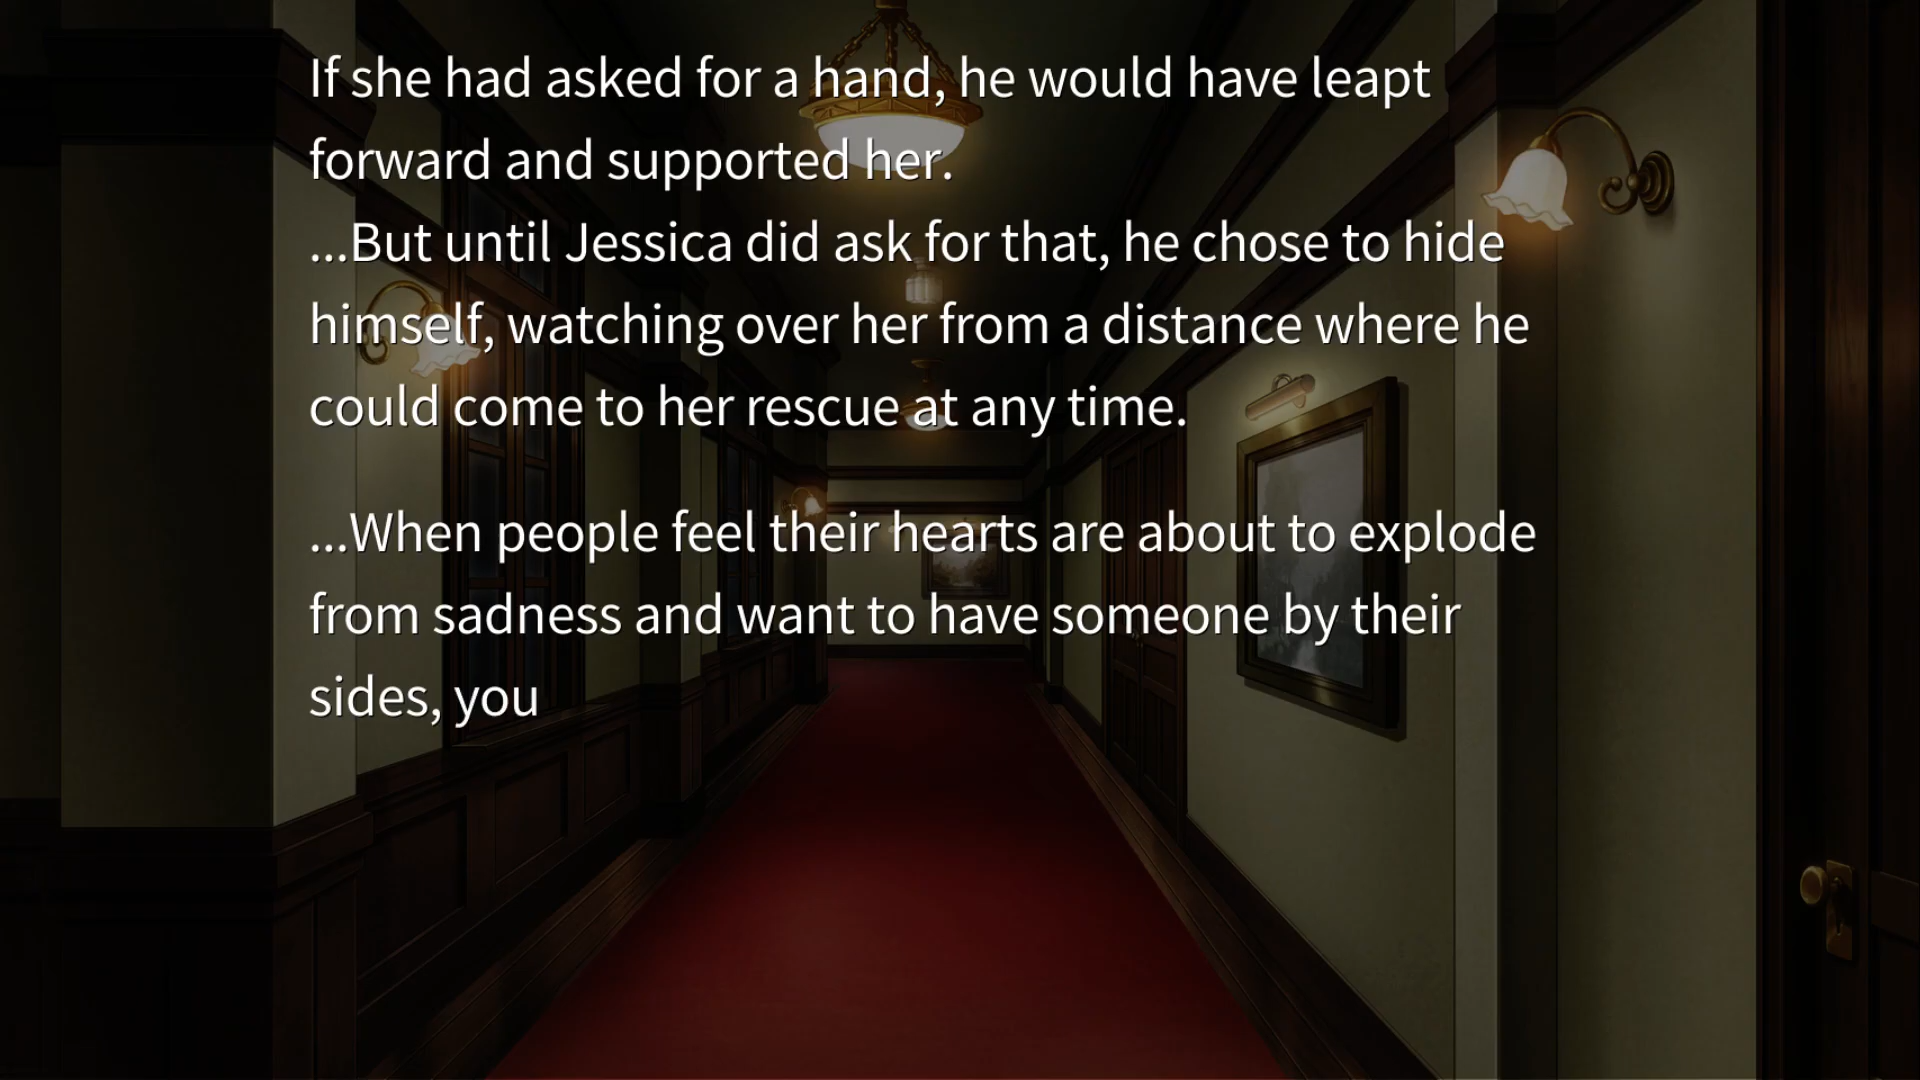 If she had asked for a hand, he would have leapt
forward and supported her.
...But until Jessica did ask for that, he chose to hide
himself, watching over her from a distance where he
could come to her rescue at any time.
...When people feel their hearts are about to explode
from sadness and want to have someone by their
sides, you